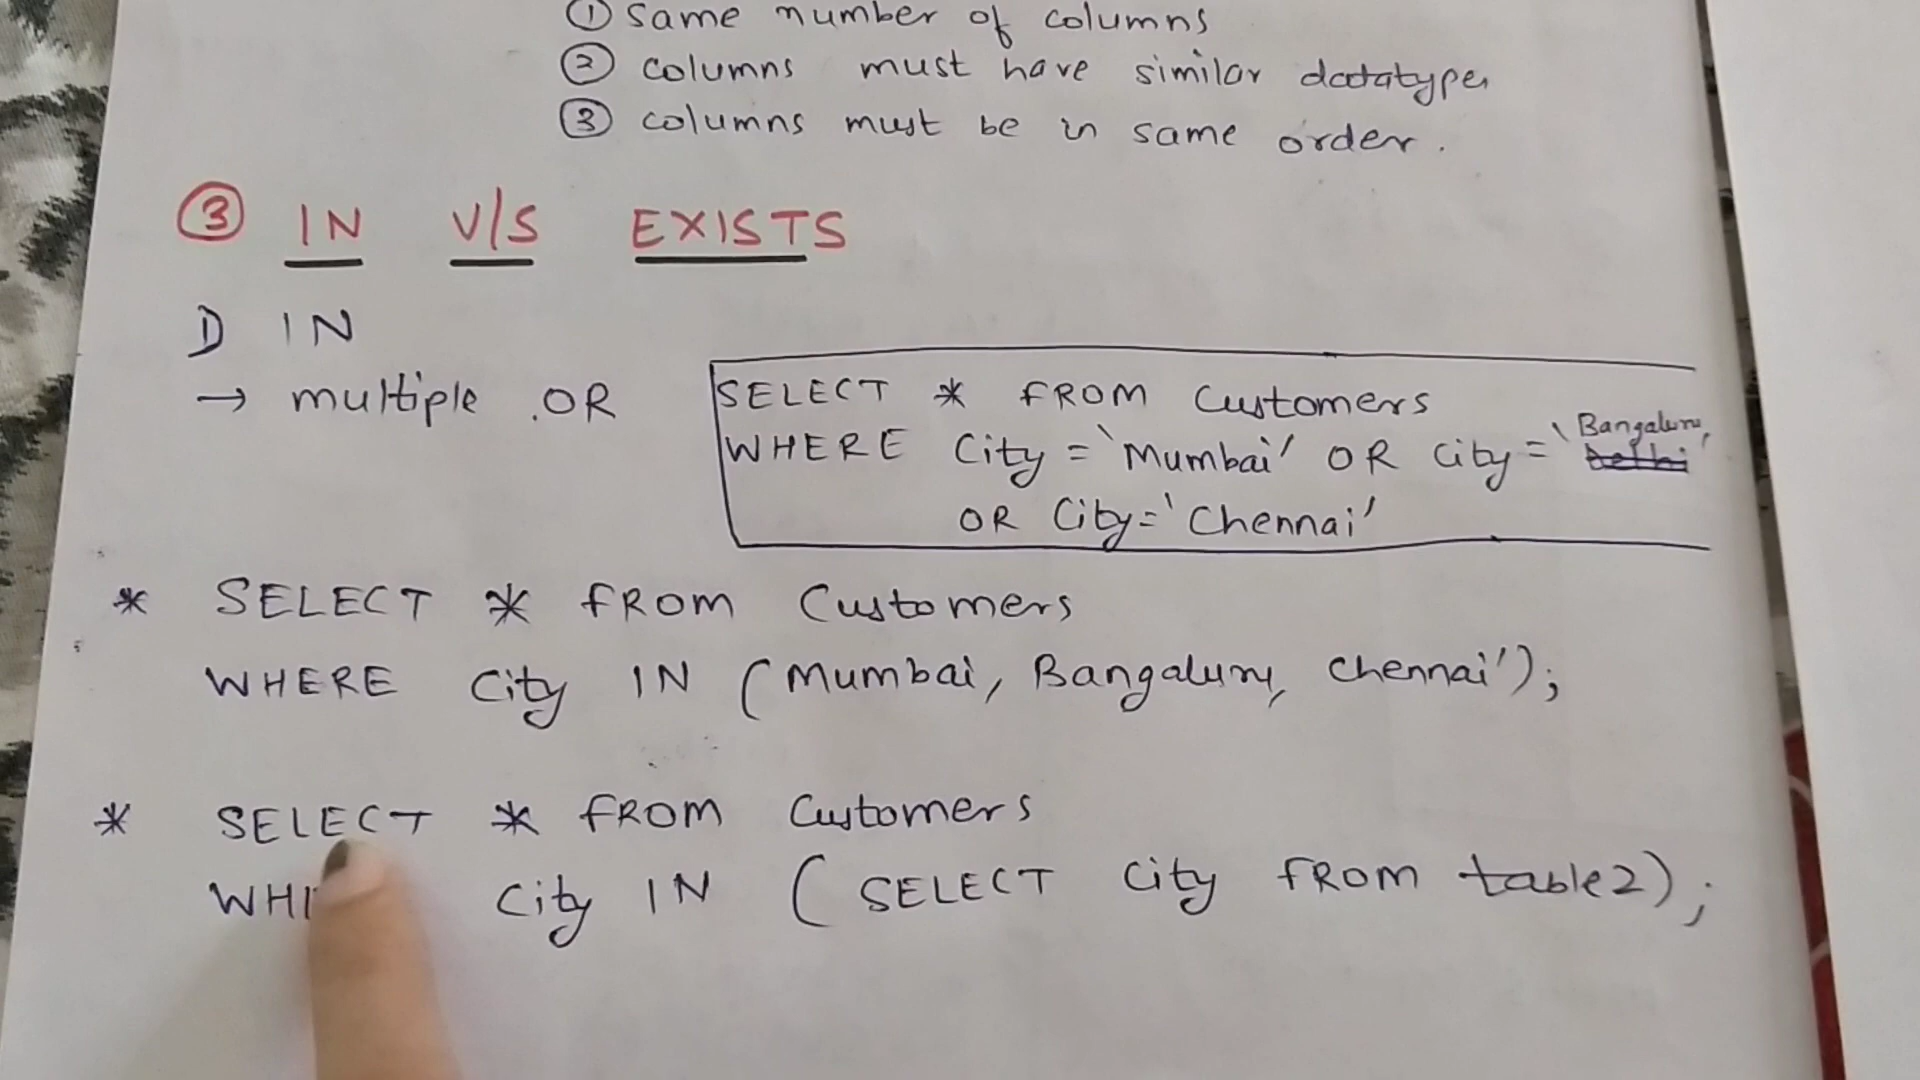 ① Same number of columns
② columns must have similar datatypes
③ columns must be in same order.
③ IN V/S EXISTS
1) IN
→ multiple OR
SELECT * FROM Customers
WHERE City = 'Mumbai' OR City = 'Bangaluru'
OR City = 'Chennai'
* SELECT * FROM Customers
WHERE City IN (Mumbai, Bangaluru, Chennai');
* SELECT * FROM Customers
WH City IN (SELECT City FROM table2);